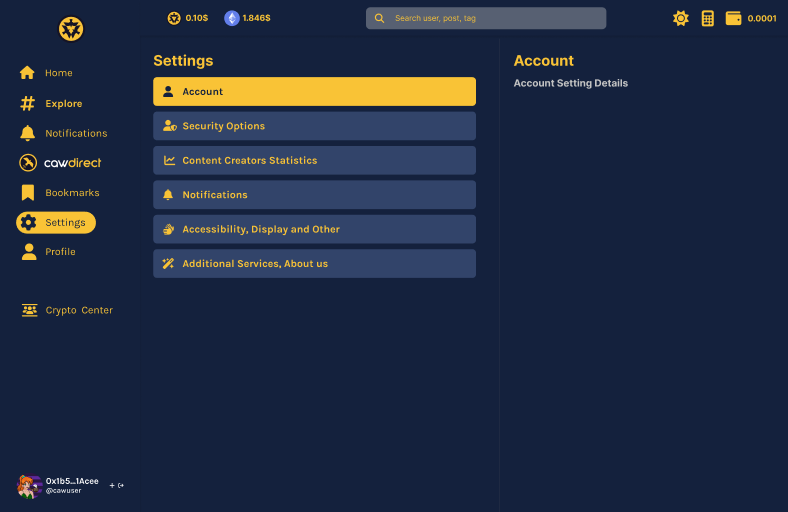 0.10$
1.846$
Search user, post, tag
0.0001
Home
Explore
Notifications
cawdirect
Bookmarks
Settings
Profile
Crypto Center
0x1b5...1Acee
@cawuser
Settings
Account
Security Options
Content Creators Statistics
Notifications
Accessibility, Display and Other
Additional Services, About us
Account
Account Setting Details